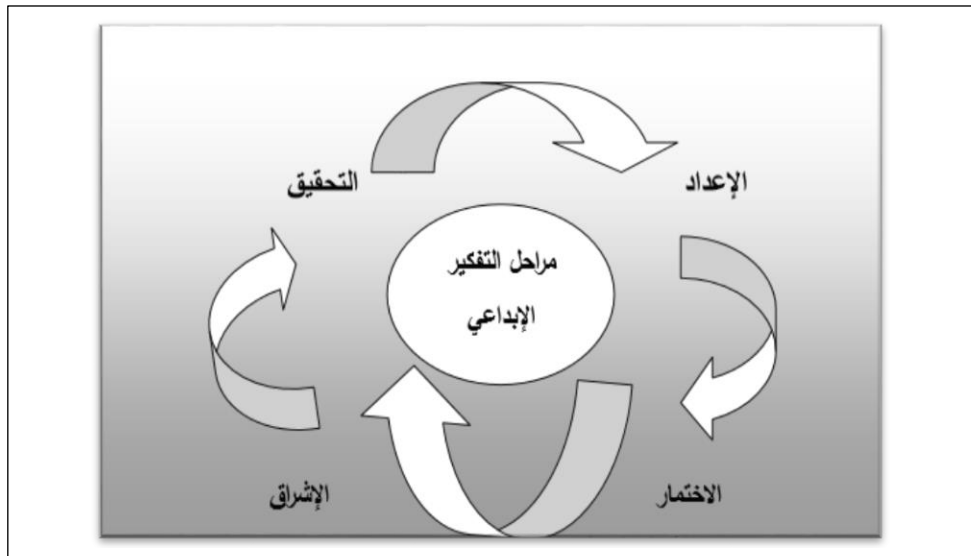 الإعداد
التحقيق
مراحل التفكير
الإبداعي
الاختمار
الإشراق